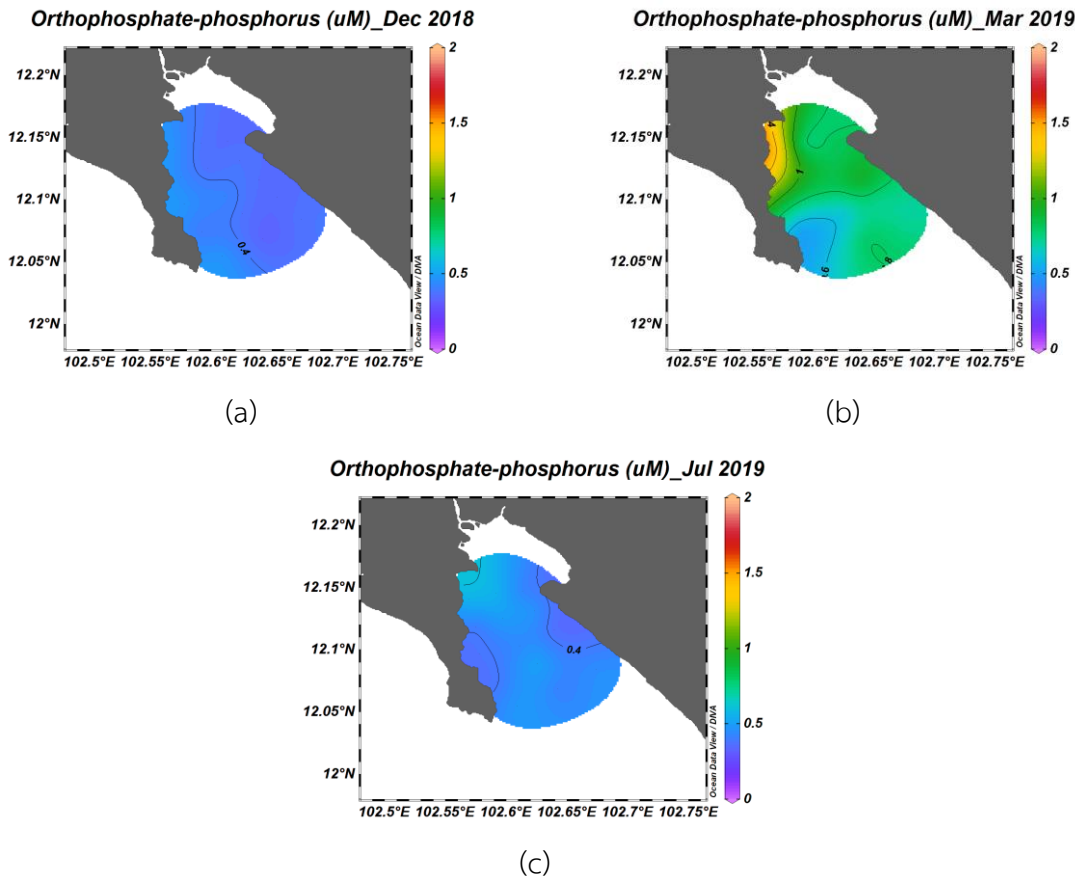 Orthophosphate-phosphorus (uM)_Dec 2018
12.2°N
12.15°N
12.1°N
12.05°N
12°N
102.5°E 102.55°E 102.6°E 102.65°E 102.7°E 102.75°E
0.4
2
1.5
1
0.5
0
Ocean Data View / DIVA
(a)
Orthophosphate-phosphorus (uM)_Mar 2019
12.2°N
12.15°N
12.1°N
12.05°N
12°N
102.5°E 102.55°E 102.6°E 102.65°E 102.7°E 102.75°E
1
2
1.5
1
0.5
0
Ocean Data View / DIVA
(b)
Orthophosphate-phosphorus (uM)_Jul 2019
12.2°N
12.15°N
12.1°N
12.05°N
12°N
102.5°E 102.55°E 102.6°E 102.65°E 102.7°E 102.75°E
0.4
2
1.5
1
0.5
0
Ocean Data View / DIVA
(c)